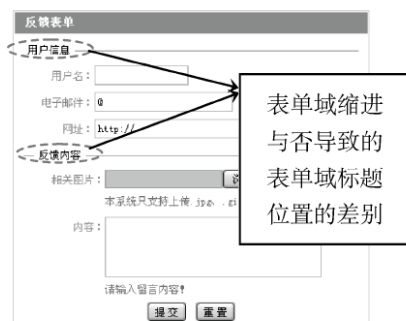 反馈表单
用户信息
用户名：
电子邮件： @
网址： http://
反馈内容
相关图片：
本系统只支持上传.jpg、.gi
内容：
请输入留言内容！
提交 重置
表单域缩进
与否导致的
表单域标题
位置的差别